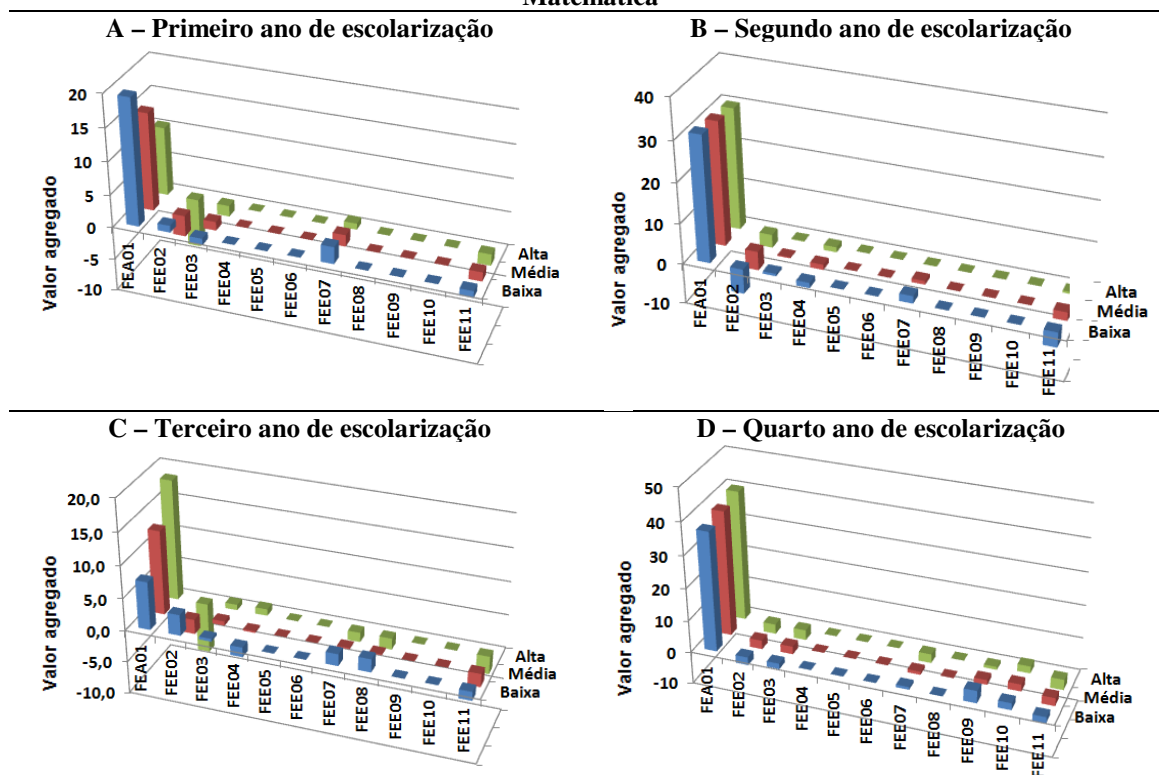 Matemática
A – Primeiro ano de escolarização
B – Segundo ano de escolarização
Valor agregado
20
15
10
5
0
-5
-10
FEA01
FEE02
FEE03
FEE04
FEE05
FEE06
FEE07
FEE08
FEE09
FEE10
FEE11
Alta
Média
Baixa
Valor agregado
40
30
20
10
0
-10
FEA01
FEE02
FEE03
FEE04
FEE05
FEE06
FEE07
FEE08
FEE09
FEE10
FEE11
Alta
Média
Baixa
C – Terceiro ano de escolarização
D – Quarto ano de escolarização
Valor agregado
20,0
15,0
10,0
5,0
0,0
-5,0
-10,0
FEA01
FEE02
FEE03
FEE04
FEE05
FEE06
FEE07
FEE08
FEE09
FEE10
FEE11
Alta
Média
Baixa
Valor agregado
50
40
30
20
10
0
-10
FEA01
FEE02
FEE03
FEE04
FEE05
FEE06
FEE07
FEE08
FEE09
FEE10
FEE11
Alta
Média
Baixa